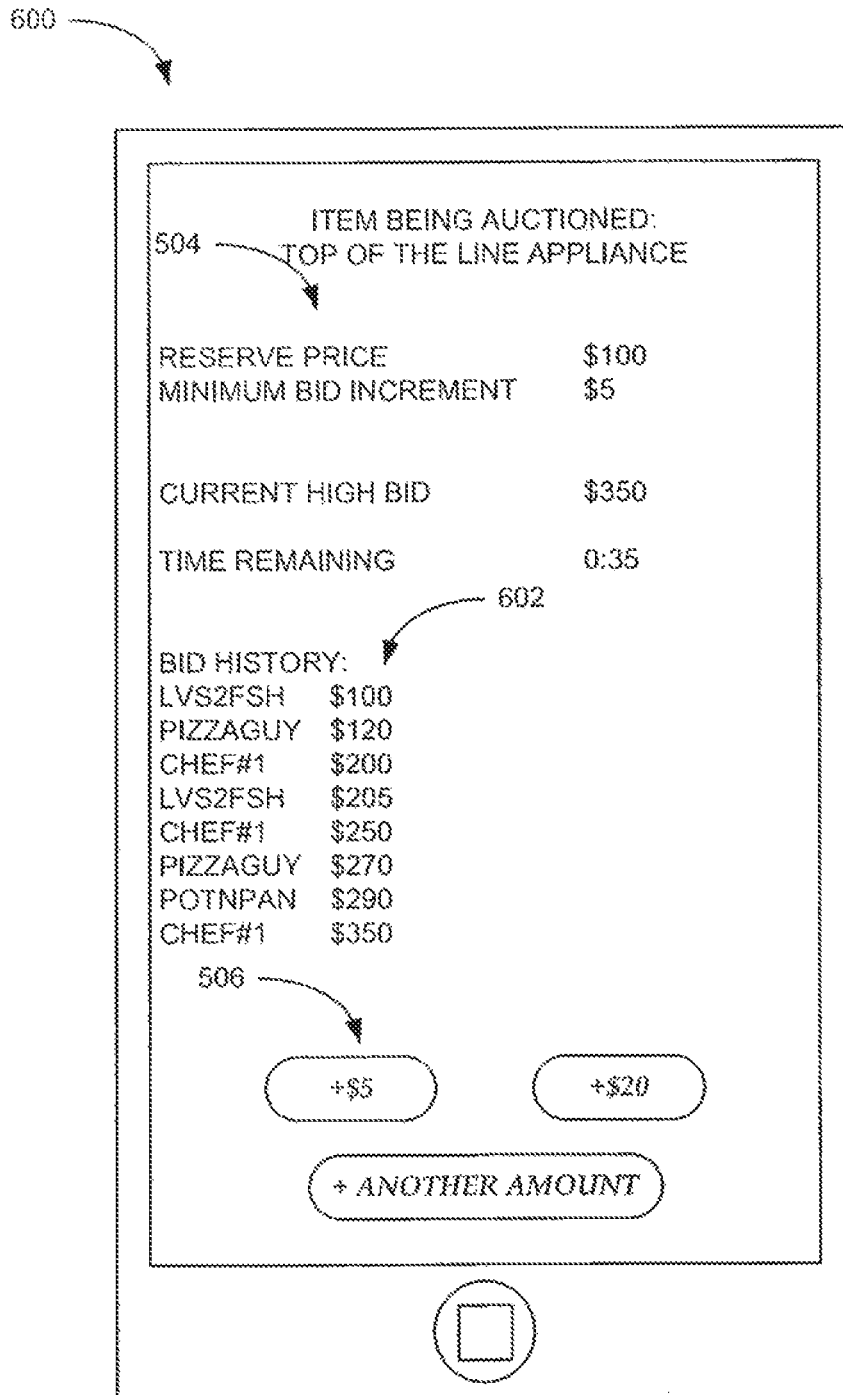 600
ITEM BEING AUCTIONED:
504
TOP OF THE LINE APPLIANCE
RESERVE PRICE $100
MINIMUM BID INCREMENT $5
CURRENT HIGH BID $350
TIME REMAINING 0:35
602
BID HISTORY:
LVS2FSH $100
PIZZAGUY $120
CHEF#1 $200
LVS2FSH $205
CHEF#1 $250
PIZZAGUY $270
POTNPAN $290
CHEF#1 $350
506
+$5 +$20
+ ANOTHER AMOUNT